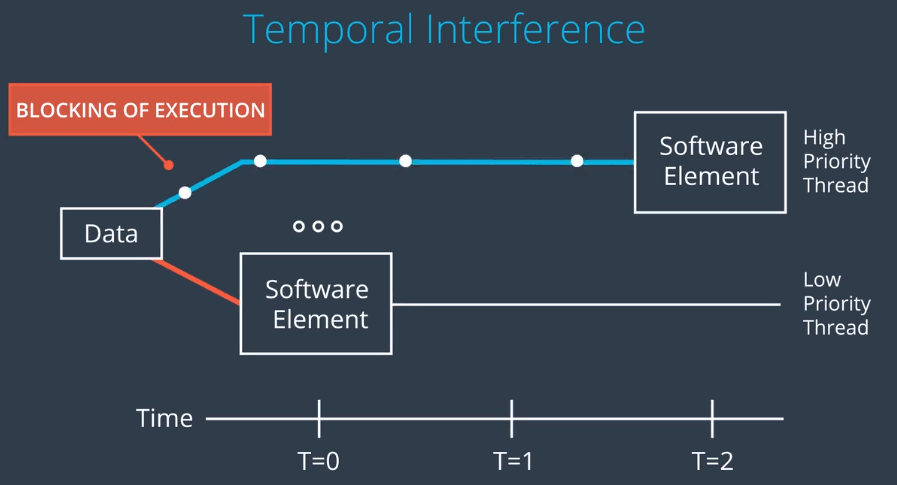 Temporal Interference
BLOCKING OF EXECUTION
Software
Element
High
Priority
Thread
Data
Software
Element
Low
Priority
Thread
Time
T=0
T=1
T=2